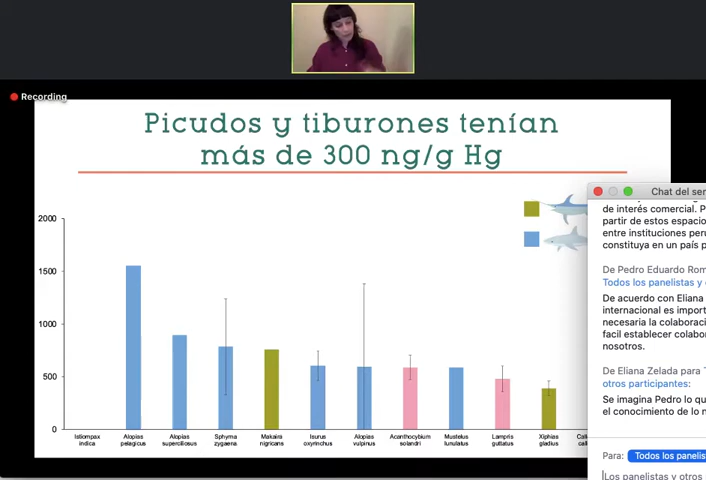 Recording
Picudos y tiburones tenían
más de 300 ng/g Hg
2000
1500
1000
500
0
Istiompax indica
Alopias pelagicus
Alopias superciliosus
Sphyrna zygaena
Makaira nigricans
Isurus oxyrinchus
Alopias vulpinus
Acanthocybium solandri
Mustelus lunulatus
Lampris guttatus
Xiphias gladius
Chat del ser
de interés comercial. P
partir de estos espacio
entre instituciones peru
constituya en un país p
De Pedro Eduardo Rom
Todos los panelistas y
De acuerdo con Eliana
internacional es import
necesaria la colaboraci
facil establecer colabo
nosotros.
De Eliana Zelada para T
otros participantes:
Se imagina Pedro lo qu
el conocimiento de lo n
Para: Todos los panelis
Los panelistas y otros